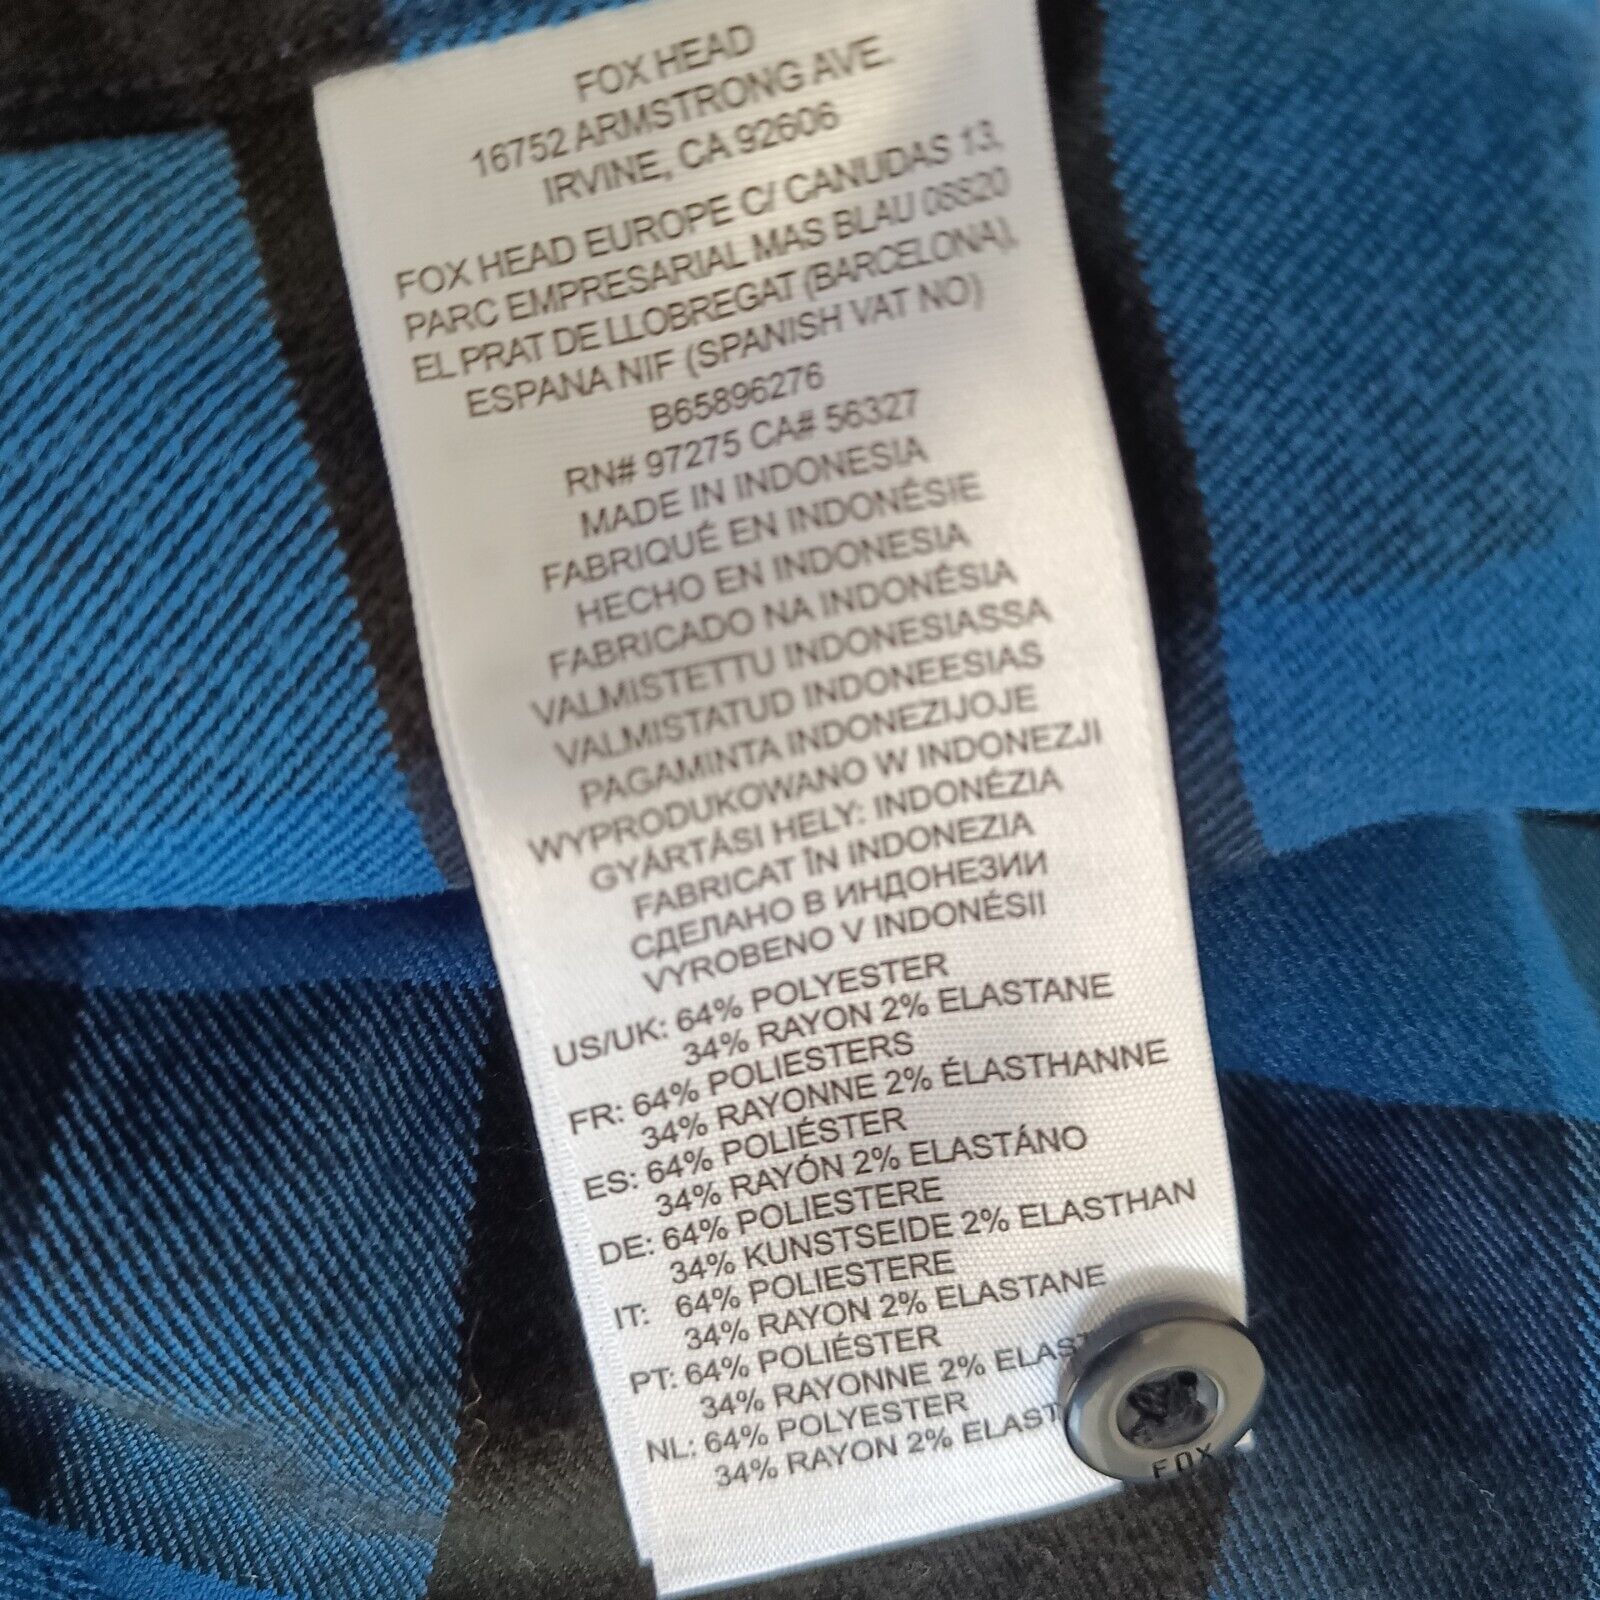 FOX HEAD
16752 ARMSTRONG AVE.
IRVINE, CA 92606
FOX HEAD EUROPE C/ CANUDAS 13,
PARC EMPRESARIAL MAS BLAU 08820
EL PRAT DE LLOBREGAT (BARCELONA),
ESPANA NIF (SPANISH VAT NO)
B65896276
RN# 97275 CA# 56327
MADE IN INDONESIA
FABRIQUÉ EN INDONÉSIE
HECHO EN INDONESIA
FABRICADO NA INDONÉSIA
VALMISTETTU INDONESIASSA
VALMISTATUD INDONEESIAS
PAGAMINTA INDONEZIJOJE
WYPRODUKOWANO W INDONEZJI
GYÁRTÁSI HELY: INDONÉZIA
FABRICAT ÎN INDONEZIA
СДЕЛАНО В ИНДОНЕЗИИ
VYROBENO V INDONÉSII
US/UK: 64% POLYESTER
34% RAYON 2% ELASTANE
FR: 64% POLIESTERS
34% RAYONNE 2% ÉLASTHANNE
ES: 64% POLIÉSTER
34% RAYÓN 2% ELASTÁNO
DE: 64% POLIESTERE
34% KUNSTSEIDE 2% ELASTHAN
IT: 64% POLIESTERE
34% RAYON 2% ELASTANE
PT: 64% POLIÉSTER
34% RAYONNE 2% ELAS
NL: 64% POLYESTER
34% RAYON 2% ELAST
FOX